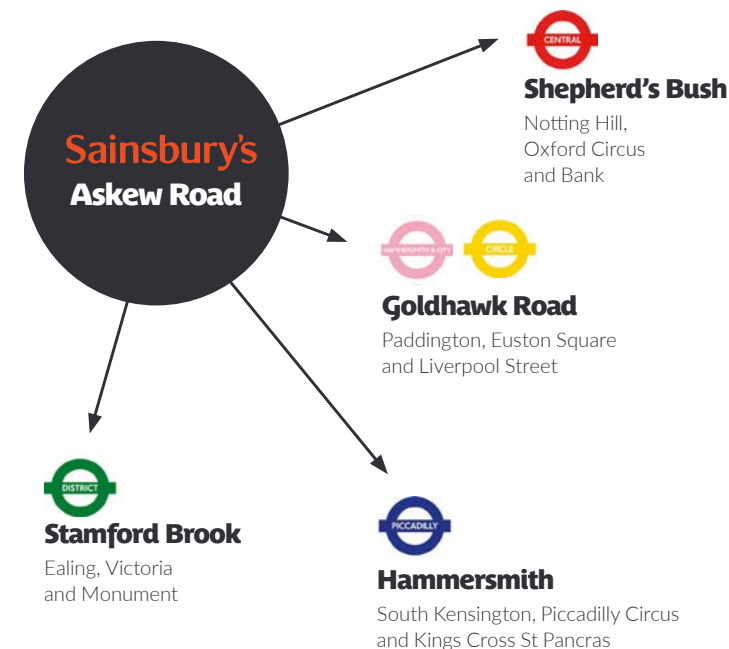 Sainsbury's
Askew Road
CENTRAL
Shepherd's Bush
Notting Hill,
Oxford Circus
and Bank
HAMMERSMITH & CITY
CIRCLE
Goldhawk Road
Paddington, Euston Square
and Liverpool Street
DISTRICT
Stamford Brook
Ealing, Victoria
and Monument
PICCADILLY
Hammersmith
South Kensington, Piccadilly Circus
and Kings Cross St Pancras